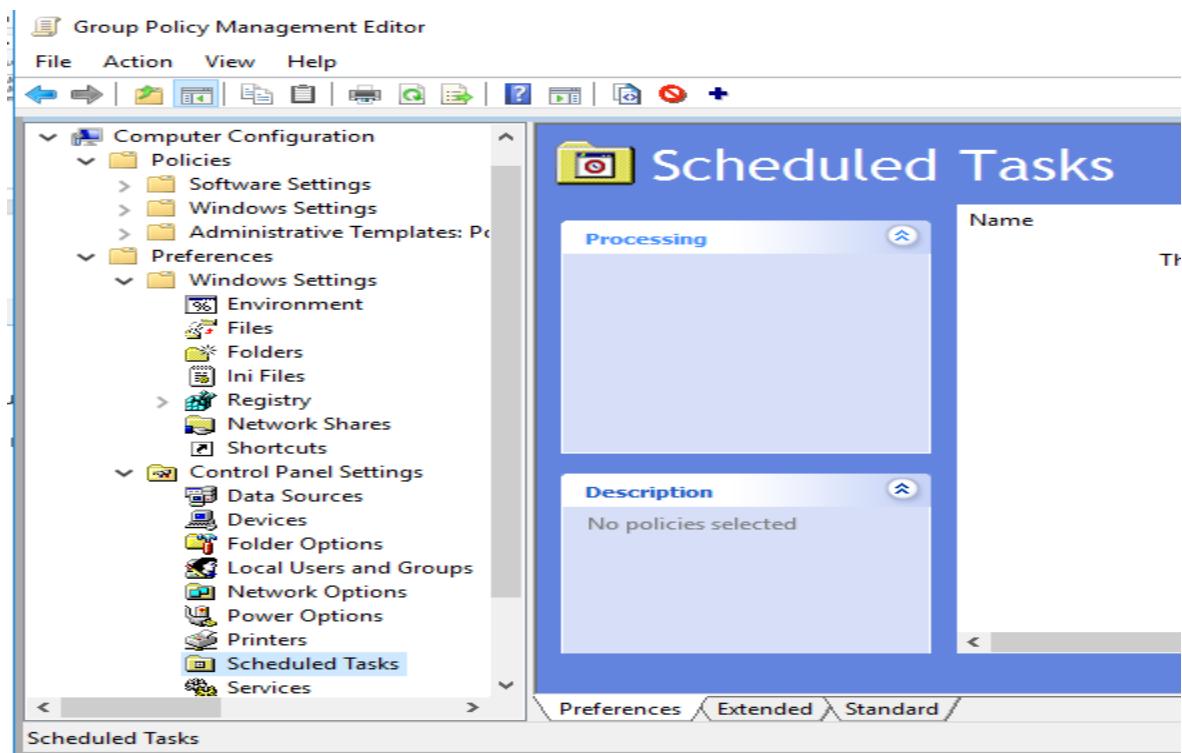 Group Policy Management Editor
File Action View Help
Computer Configuration
Policies
Software Settings
Windows Settings
Administrative Templates: Po
Preferences
Windows Settings
Environment
Files
Folders
Ini Files
Registry
Network Shares
Shortcuts
Control Panel Settings
Data Sources
Devices
Folder Options
Local Users and Groups
Network Options
Power Options
Printers
Scheduled Tasks
Services
Scheduled Tasks
Processing
Description
No policies selected
Name
Th
Preferences Extended Standard
Scheduled Tasks